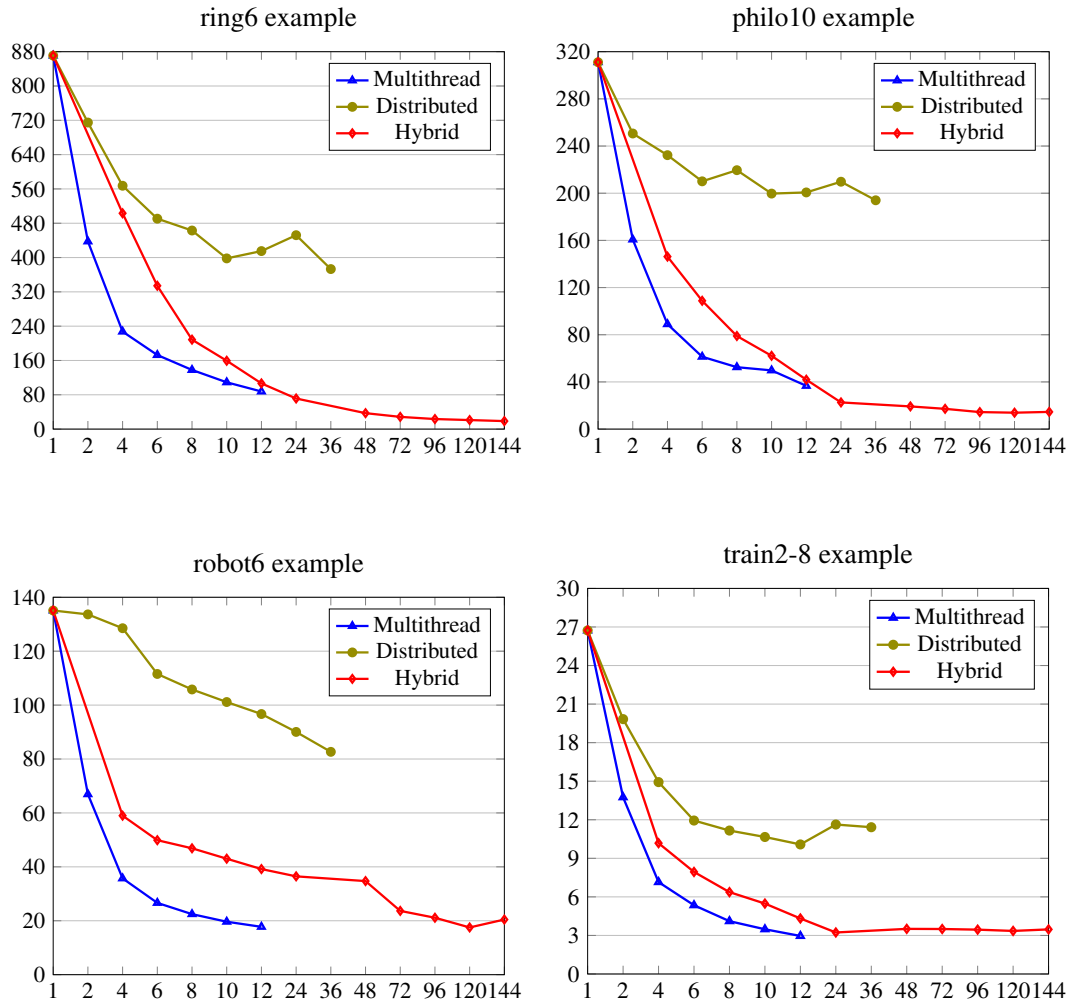 ring6 example
880
800
720
640
560
480
400
320
240
160
80
0
1 2 4 6 8 10 12 24 36 48 72 96 120 144
Multithread
Distributed
Hybrid
philo10 example
320
280
240
200
160
120
80
40
0
1 2 4 6 8 10 12 24 36 48 72 96 120 144
Multithread
Distributed
Hybrid
robot6 example
140
120
100
80
60
40
20
0
1 2 4 6 8 10 12 24 36 48 72 96 120 144
Multithread
Distributed
Hybrid
train2-8 example
30
27
24
21
18
15
12
9
6
3
0
1 2 4 6 8 10 12 24 36 48 72 96 120 144
Multithread
Distributed
Hybrid